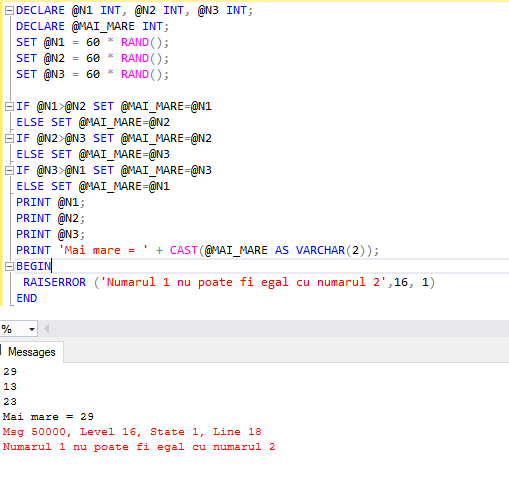 DECLARE @N1 INT, @N2 INT, @N3 INT;
DECLARE @MAI_MARE INT;
SET @N1 = 60 * RAND();
SET @N2 = 60 * RAND();
SET @N3 = 60 * RAND();
IF @N1>@N2 SET @MAI_MARE=@N1
ELSE SET @MAI_MARE=@N2
IF @N2>@N3 SET @MAI_MARE=@N2
ELSE SET @MAI_MARE=@N3
IF @N3>@N1 SET @MAI_MARE=@N3
ELSE SET @MAI_MARE=@N1
PRINT @N1;
PRINT @N2;
PRINT @N3;
PRINT 'Mai mare = ' + CAST(@MAI_MARE AS VARCHAR(2));
BEGIN
RAISERROR ('Numarul 1 nu poate fi egal cu numarul 2',16, 1)
END
%
Messages
29
13
23
Mai mare = 29
Msg 50000, Level 16, State 1, Line 18
Numarul 1 nu poate fi egal cu numarul 2